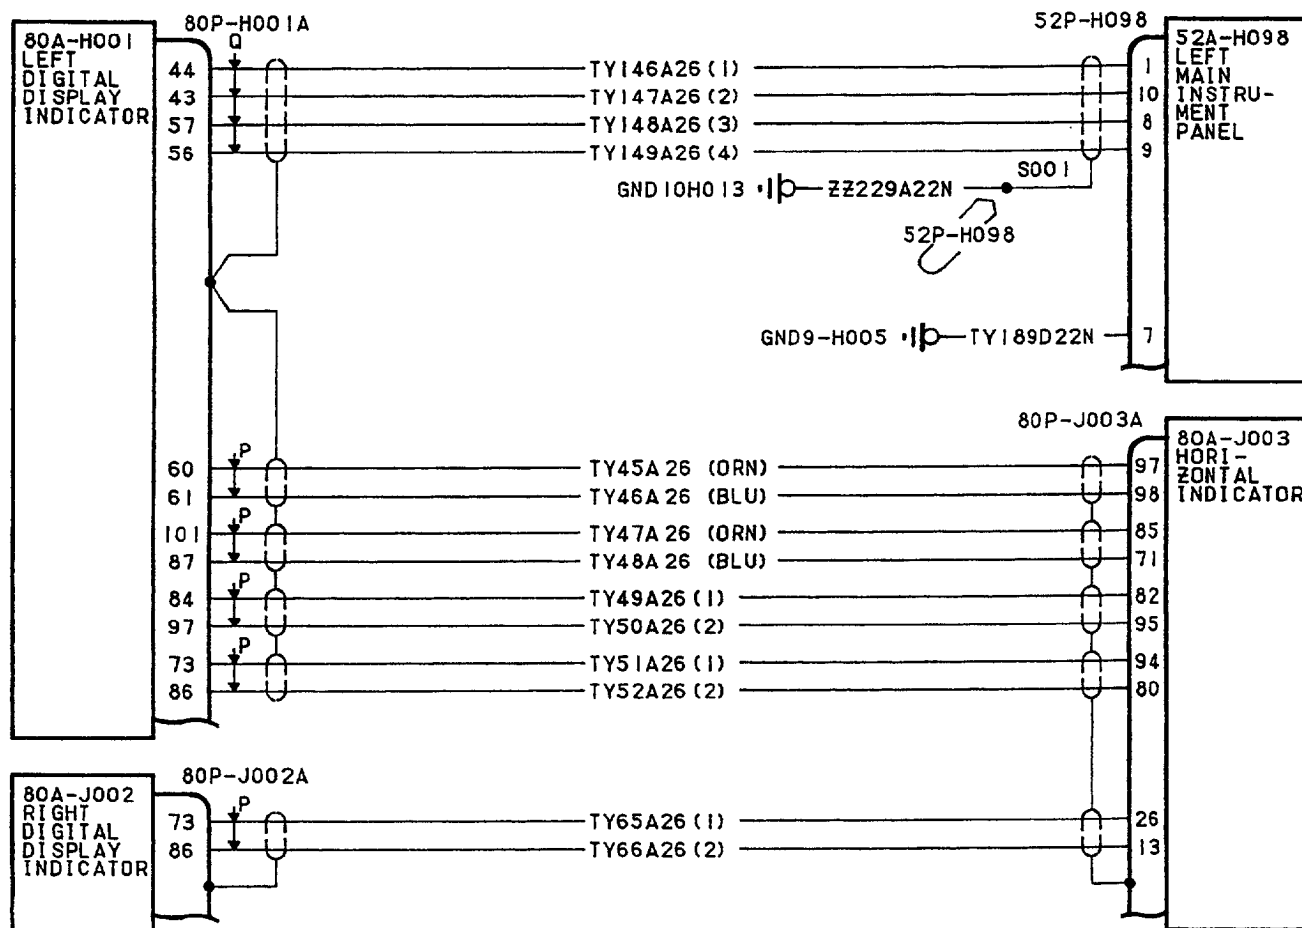 80P-H001A
52P-H098
80A-H001
LEFT
DIGITAL
DISPLAY
INDICATOR
Q
44
43
57
56
TY146A26(1)
TY147A26(2)
TY148A26(3)
TY149A26(4)
1
10
8
9
52A-H098
LEFT
MAIN
INSTRU-
MENT
PANEL
S001
GND10H013
ZZ229A22N
52P-H098
GND9-H005
TY189D22N
7
80P-J003A
80A-J003
HORI-
ZONTAL
INDICATOR
P
60 TY45A26 (ORN) 97
61 TY46A26 (BLU) 98
P
101 TY47A26 (ORN) 85
87 TY48A26 (BLU) 71
P
84 TY49A26(1) 82
97 TY50A26(2) 95
P
73 TY51A26(1) 94
86 TY52A26(2) 80
80P-J002A
80A-J002
RIGHT
DIGITAL
DISPLAY
INDICATOR
P
73 TY65A26(1) 26
86 TY66A26(2) 13